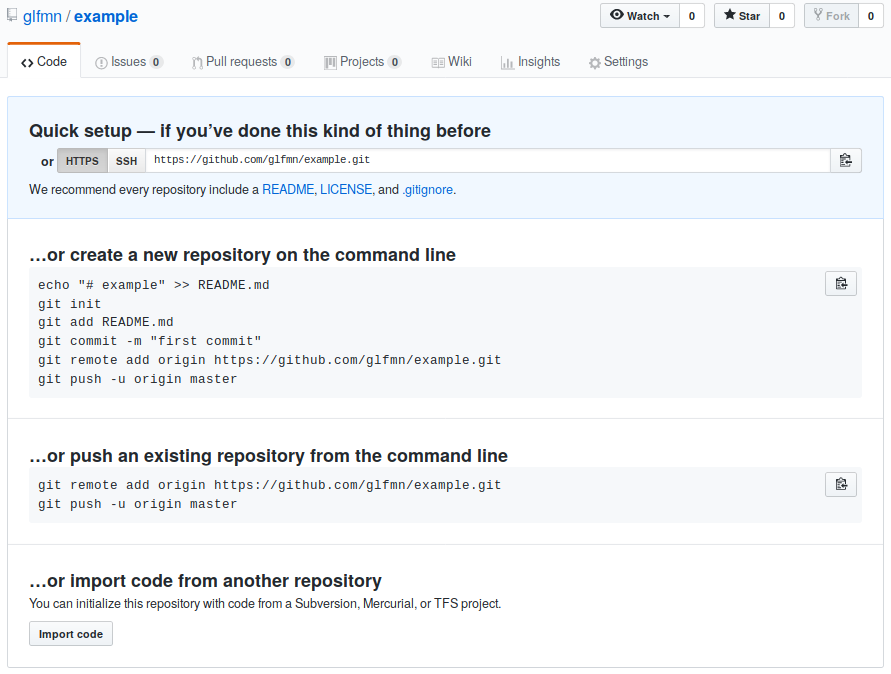 glfmn / example
Watch 0 Star 0 Fork 0
Code Issues 0 Pull requests 0 Projects 0 Wiki Insights Settings
Quick setup — if you’ve done this kind of thing before
or HTTPS SSH https://github.com/glfmn/example.git
We recommend every repository include a README, LICENSE, and .gitignore.
…or create a new repository on the command line
echo "# example" >> README.md
git init
git add README.md
git commit -m "first commit"
git remote add origin https://github.com/glfmn/example.git
git push -u origin master
…or push an existing repository from the command line
git remote add origin https://github.com/glfmn/example.git
git push -u origin master
…or import code from another repository
You can initialize this repository with code from a Subversion, Mercurial, or TFS project.
Import code